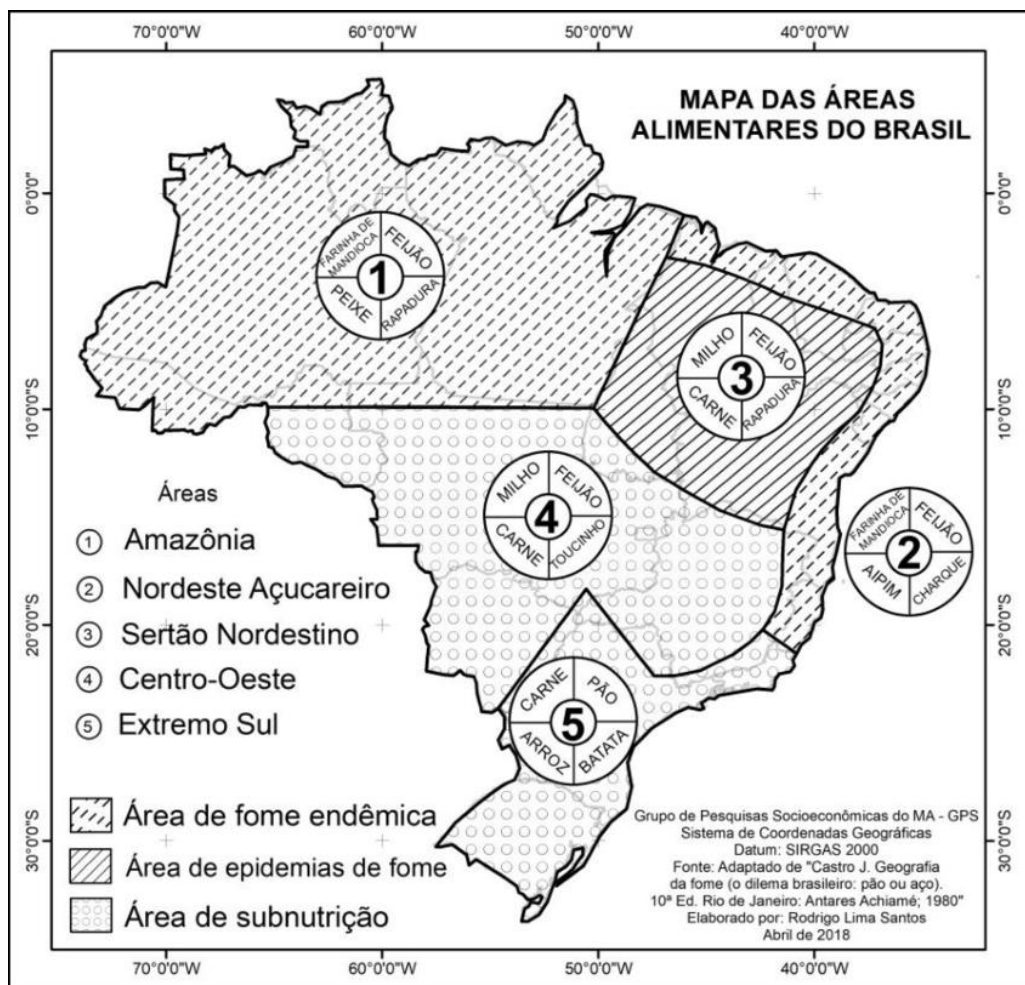 70°0'0"W
60°0'0"W
50°0'0"W
40°0'0"W
MAPA DAS ÁREAS
ALIMENTARES DO BRASIL
0°0'0"
0°0'0"
FARINHA DE
MANDIOCA
FEIJÃO
1
PEIXE
RAPADURA
MILHO
FEIJÃO
3
CARNE
RAPADURA
10°0'0"S
10°0'0"S
MILHO
FEIJÃO
4
CARNE
TOUCINHO
FARINHA DE
MANDIOCA
FEIJÃO
2
AIPIM
CHARQUE
Áreas
1 Amazônia
2 Nordeste Açucareiro
3 Sertão Nordestino
4 Centro-Oeste
5 Extremo Sul
20°0'0"S
20°0'0"S
CARNE
PÃO
5
ARROZ
BATATA
Área de fome endêmica
Área de epidemias de fome
Área de subnutrição
30°0'0"S
30°0'0"S
Grupo de Pesquisas Socioeconômicas do MA - GPS
Sistema de Coordenadas Geográficas
Datum: SIRGAS 2000
Fonte: Adaptado de "Castro J. Geografia
da fome (o dilema brasileiro: pão ou aço).
10ª Ed. Rio de Janeiro: Antares Achiamé; 1980"
Elaborado por: Rodrigo Lima Santos
Abril de 2018
70°0'0"W
60°0'0"W
50°0'0"W
40°0'0"W